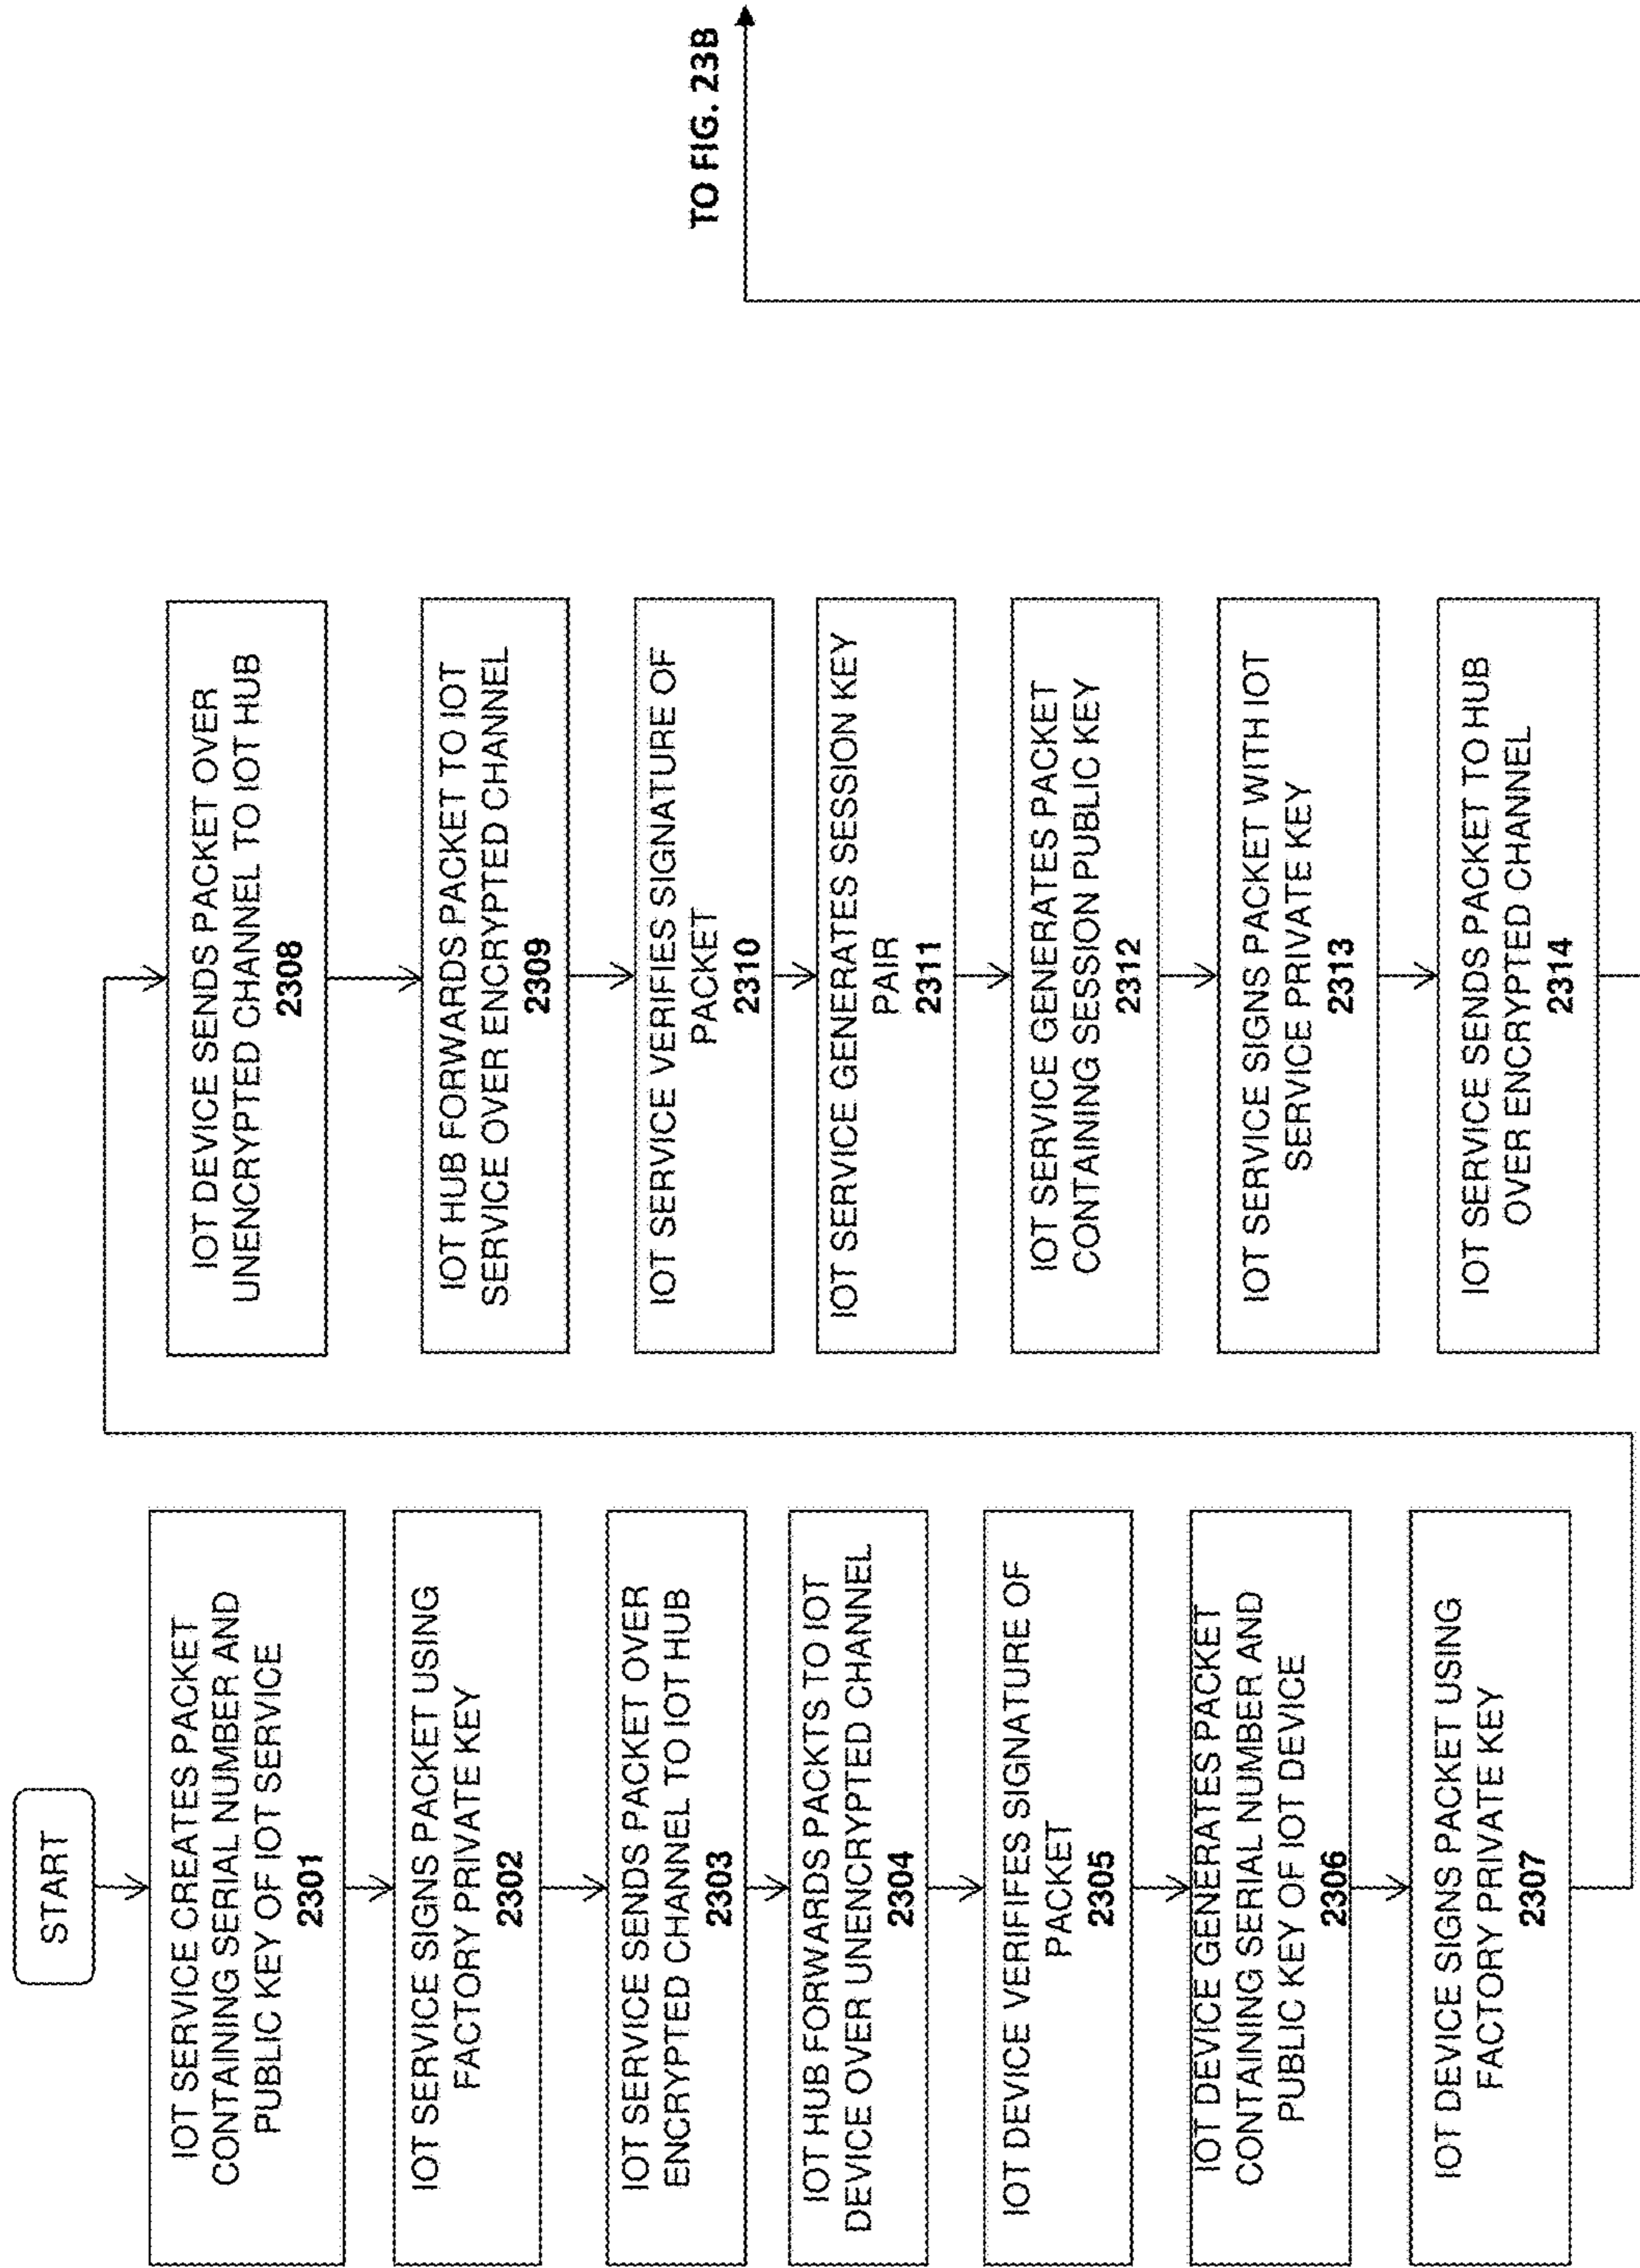 START
IOT SERVICE CREATES PACKET
CONTAINING SERIAL NUMBER AND
PUBLIC KEY OF IOT SERVICE
2301
IOT SERVICE SIGNS PACKET USING
FACTORY PRIVATE KEY
2302
IOT SERVICE SENDS PACKET OVER
ENCRYPTED CHANNEL TO IOT HUB
2303
IOT HUB FORWARDS PACKTS TO IOT
DEVICE OVER UNENCRYPTED CHANNEL
2304
IOT DEVICE VERIFIFES SIGNATURE OF
PACKET
2305
IOT DEVICE GENERATES PACKET
CONTAINING SERIAL NUMBER AND
PUBLIC KEY OF IOT DEVICE
2306
IOT DEVICE SIGNS PACKET USING
FACTORY PRIVATE KEY
2307
IOT DEVICE SENDS PACKET OVER
UNENCRYPTED CHANNEL TO IOT HUB
2308
IOT HUB FORWARDS PACKET TO IOT
SERVICE OVER ENCRYPTED CHANNEL
2309
IOT SERVICE VERIFIES SIGNATURE OF
PACKET
2310
IOT SERVICE GENERATES SESSION KEY
PAIR
2311
IOT SERVICE GENERATES PACKET
CONTAINING SESSION PUBLIC KEY
2312
IOT SERVICE SIGNS PACKET WITH IOT
SERVICE PRIVATE KEY
2313
IOT SERVICE SENDS PACKET TO HUB
OVER ENCRYPTED CHANNEL
2314
TO FIG. 23B